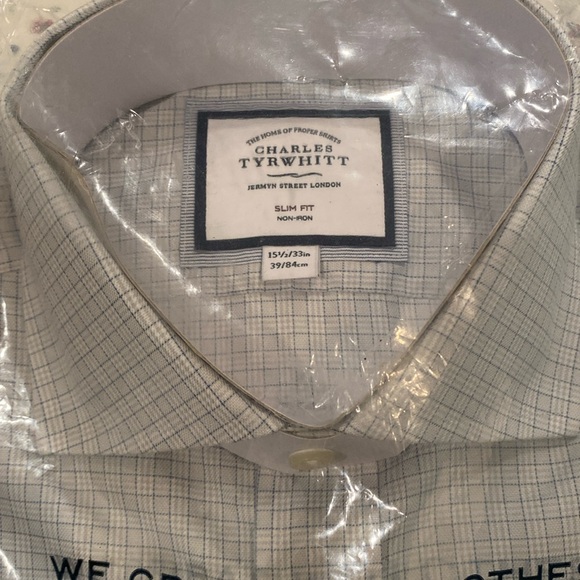 THE HOME OF PROPER SHIRTS
CHARLES
TYRWHITT
JERMYN STREET LONDON
SLIM FIT
NON-IRON
15½/33in
39/84cm
WE